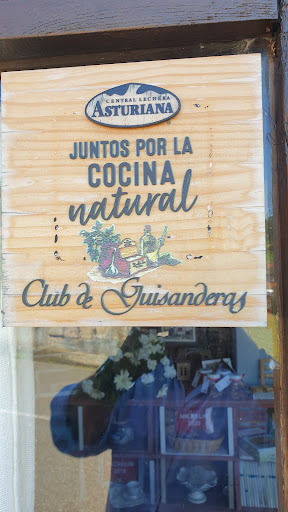 CENTRAL LECHERA
ASTURIANA
JUNTOS POR LA
COCINA
natural
Club de Guisanderas